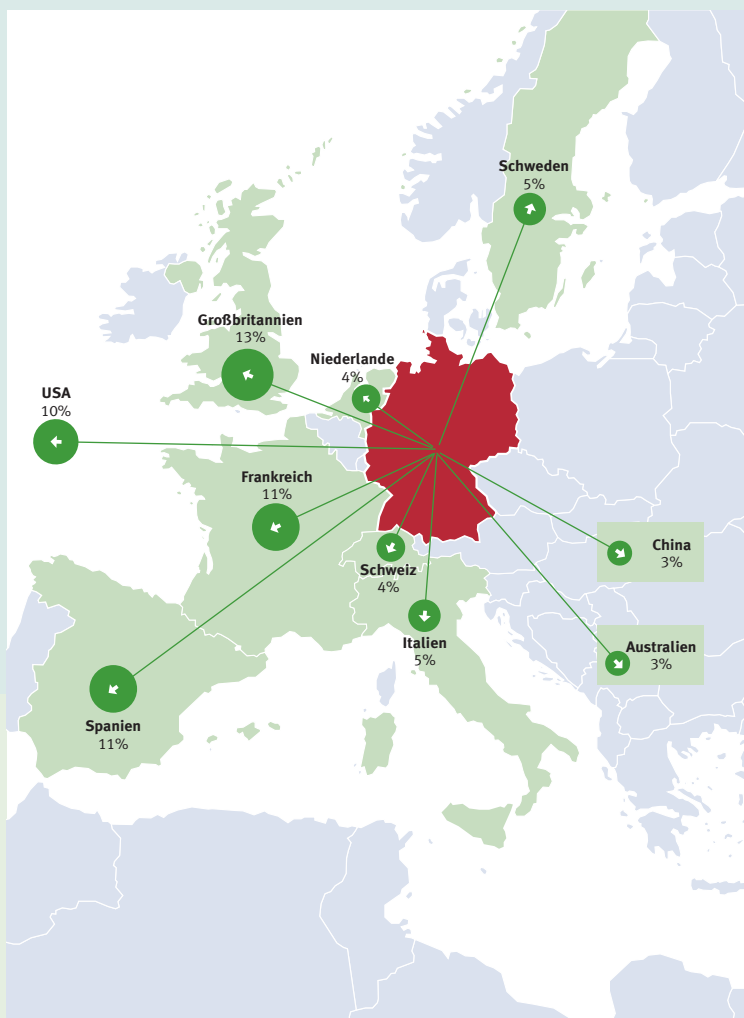 Schweden
5%
Großbritannien
13%
Niederlande
4%
USA
10%
Frankreich
11%
China
3%
Schweiz
4%
Italien
5%
Australien
3%
Spanien
11%